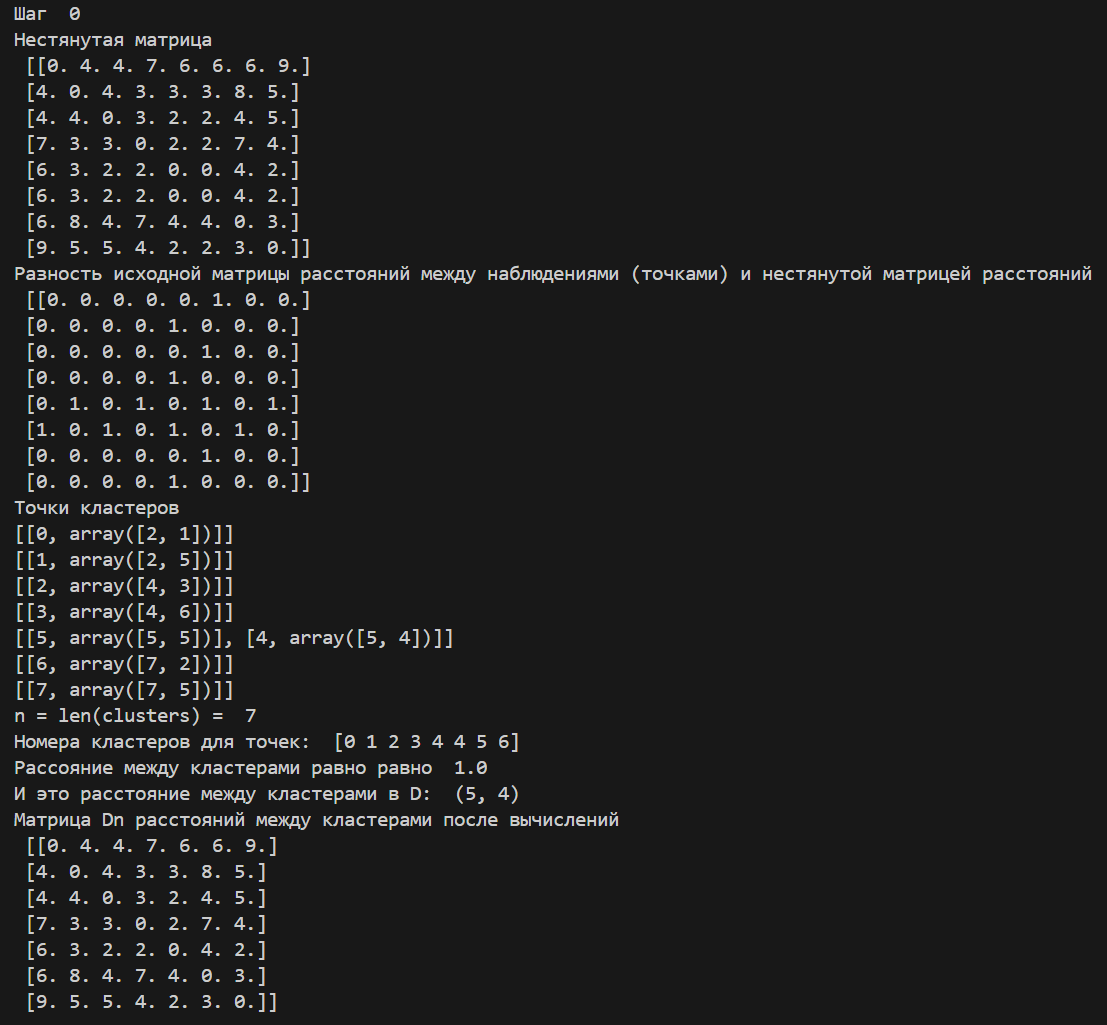 Шаг  0
Нестянутая матрица
 [[0. 4. 4. 7. 6. 6. 6. 9.]
 [4. 0. 4. 3. 3. 3. 8. 5.]
 [4. 4. 0. 3. 2. 2. 4. 5.]
 [7. 3. 3. 0. 2. 2. 7. 4.]
 [6. 3. 2. 2. 0. 0. 4. 2.]
 [6. 3. 2. 2. 0. 0. 4. 2.]
 [6. 8. 4. 7. 4. 4. 0. 3.]
 [9. 5. 5. 4. 2. 2. 3. 0.]]
Разность исходной матрицы расстояний между наблюдениями (точками) и нестянутой матрицей расстояний
 [[0. 0. 0. 0. 0. 1. 0. 0.]
 [0. 0. 0. 0. 1. 0. 0. 0.]
 [0. 0. 0. 0. 0. 1. 0. 0.]
 [0. 0. 0. 0. 1. 0. 0. 0.]
 [0. 1. 0. 1. 0. 1. 0. 1.]
 [1. 0. 1. 0. 1. 0. 1. 0.]
 [0. 0. 0. 0. 0. 1. 0. 0.]
 [0. 0. 0. 0. 1. 0. 0. 0.]]
Точки кластеров
[[0, array([2, 1])]]
[[1, array([2, 5])]]
[[2, array([4, 3])]]
[[3, array([4, 6])]]
[[5, array([5, 5])], [4, array([5, 4])]]
[[6, array([7, 2])]]
[[7, array([7, 5])]]
n = len(clusters) =  7
Номера кластеров для точек:  [0 1 2 3 4 4 5 6]
Рассояние между кластерами равно равно  1.0
И это расстояние между кластерами в D:  (5, 4)
Матрица Dn расстояний между кластерами после вычислений
 [[0. 4. 4. 7. 6. 6. 9.]
 [4. 0. 4. 3. 3. 8. 5.]
 [4. 4. 0. 3. 2. 4. 5.]
 [7. 3. 3. 0. 2. 7. 4.]
 [6. 3. 2. 2. 0. 4. 2.]
 [6. 8. 4. 7. 4. 0. 3.]
 [9. 5. 5. 4. 2. 3. 0.]]